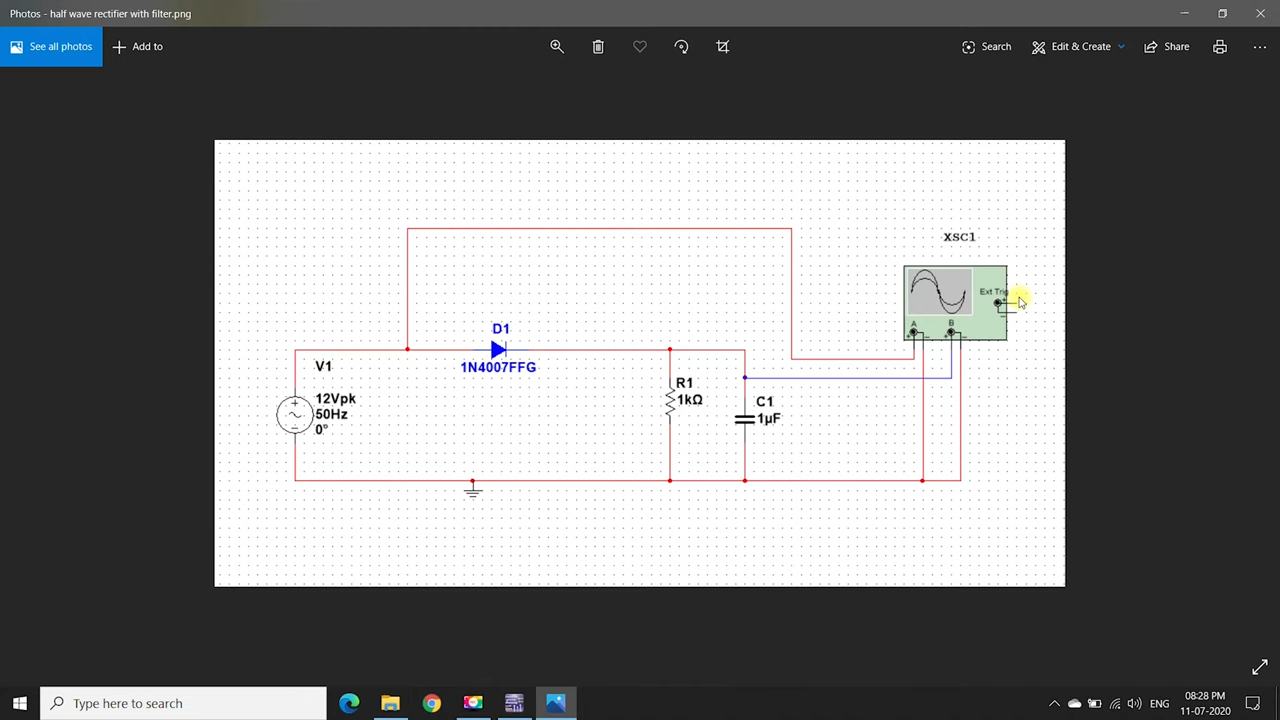 Photos - half wave rectifier with filter.png
See all photos
Add to
Search
Edit & Create
Share
XSC1
Ext Trig
+
−
A
B
+ − + −
D1
1N4007FFG
V1
12Vpk
50Hz
0°
R1
1kΩ
C1
1µF
Type here to search
ENG
08:28 PM
11-07-2020